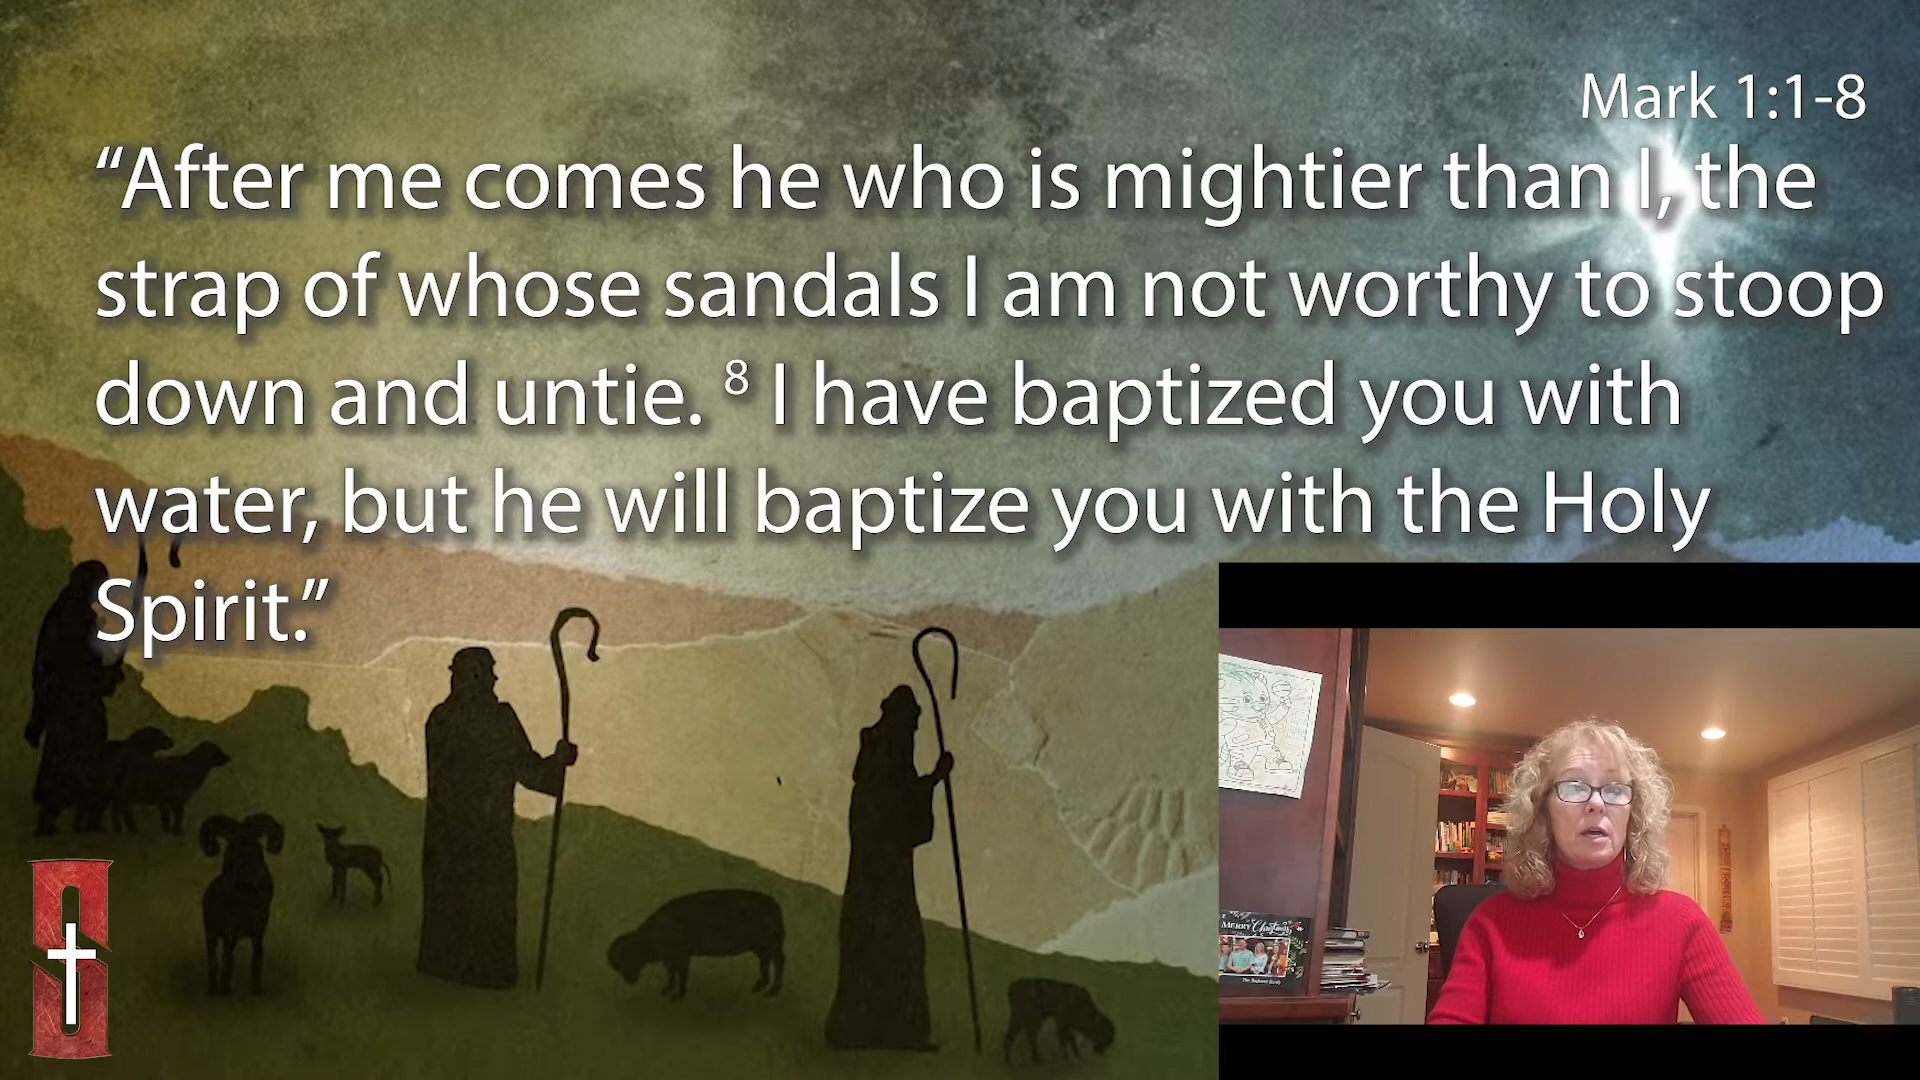 Mark 1:1-8
“After me comes he who is mightier than I, the
strap of whose sandals I am not worthy to stoop
down and untie. ⁸ I have baptized you with
water, but he will baptize you with the Holy
Spirit.”
MERRY Christmas